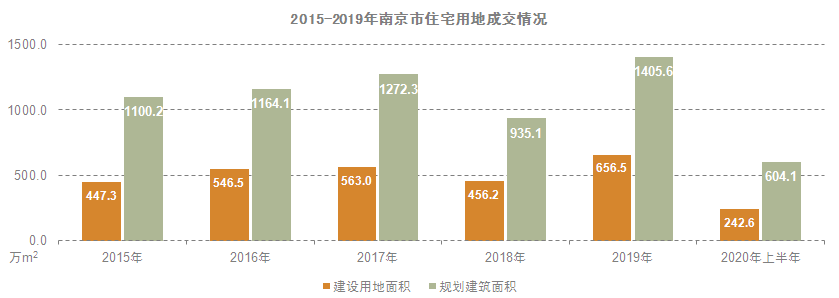 2015-2019年南京市住宅用地成交情况
1500.0
1000.0
500.0
0.0
万m²
447.3
1100.2
546.5
1164.1
563.0
1272.3
456.2
935.1
656.5
1405.6
242.6
604.1
2015年
2016年
2017年
2018年
2019年
2020年上半年
建设用地面积
规划建筑面积